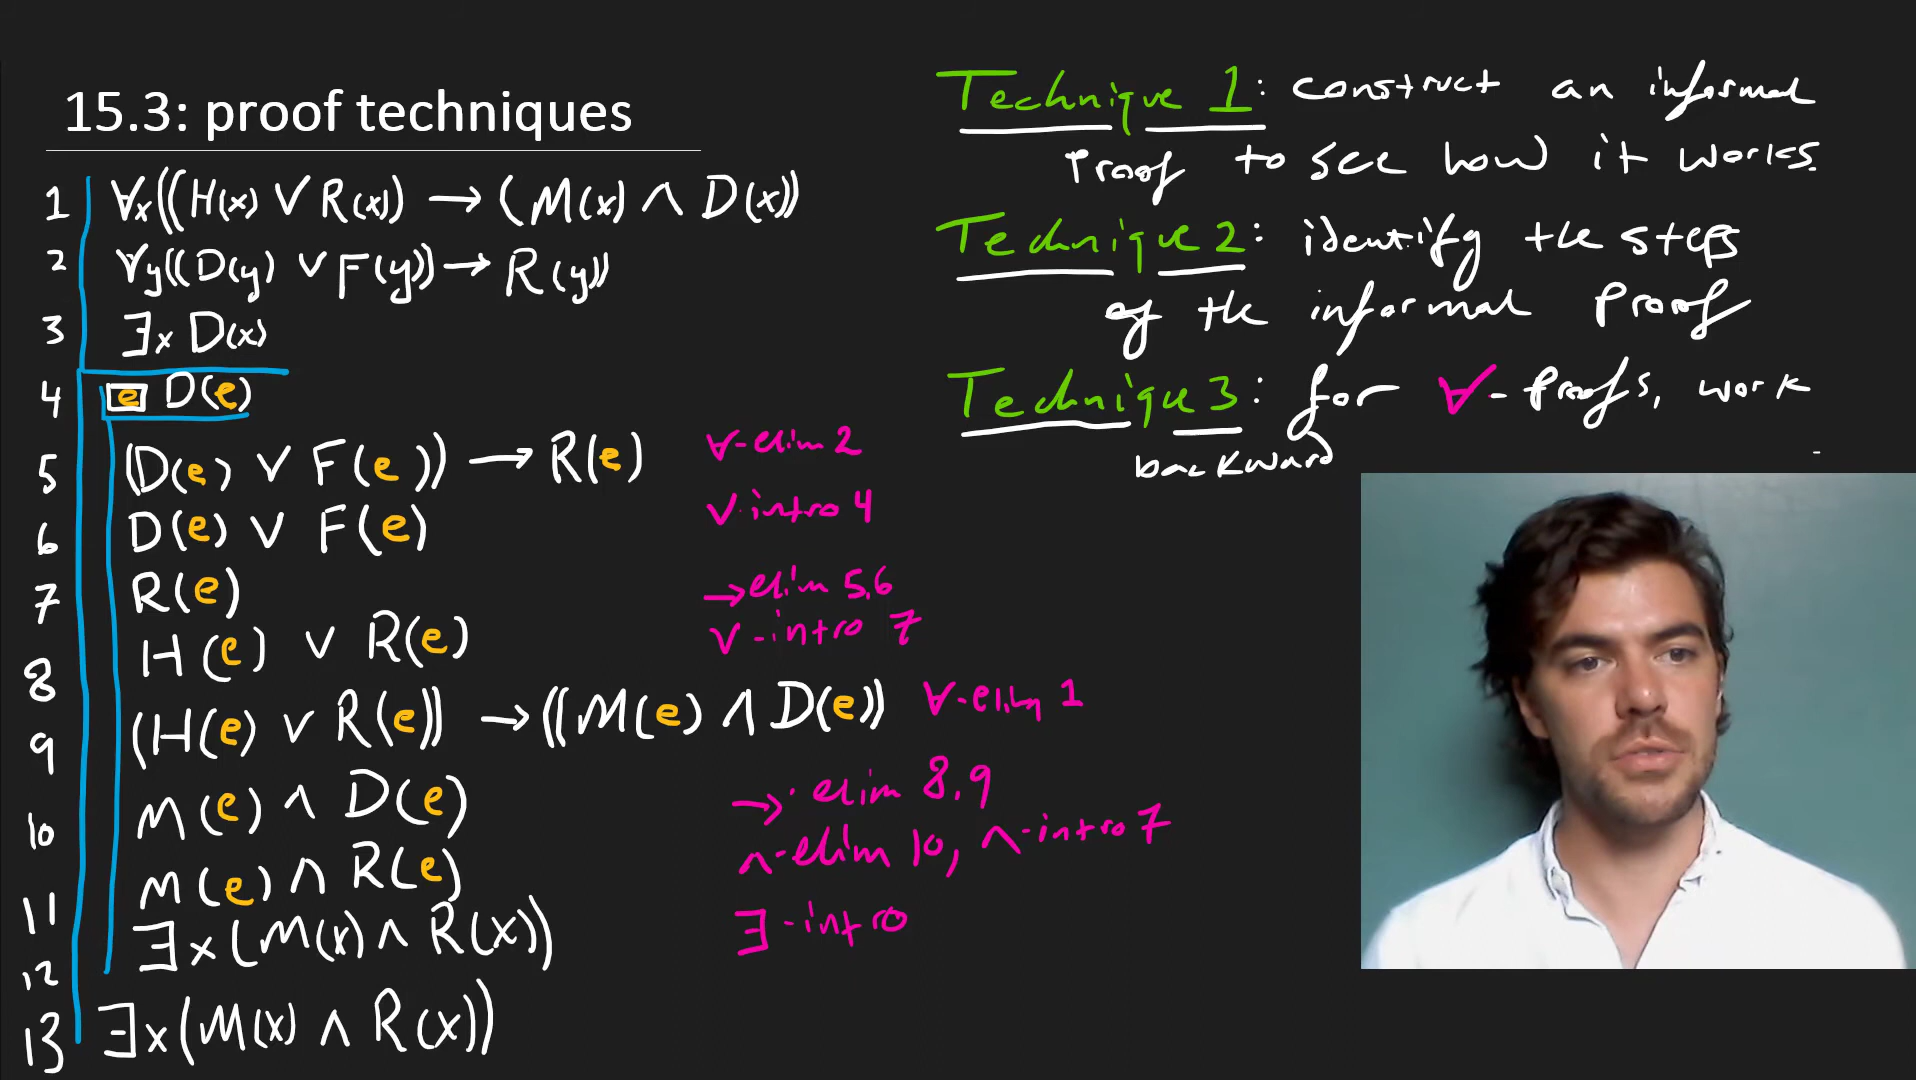 15.3: proof techniques
1 ∀x((H(x) ∨ R(x)) → (M(x) ∧ D(x))
2 ∀y((D(y) ∨ F(y)) → R(y))
3 ∃x D(x)
4 e D(e)
5 (D(e) ∨ F(e)) → R(e) ∀-elim 2
6 D(e) ∨ F(e) ∨-intro 4
7 R(e) → elim 5,6
8 H(e) ∨ R(e) ∨-intro 7
9 (H(e) ∨ R(e)) → ((M(e) ∧ D(e)) ∀-elim 1
10 M(e) ∧ D(e) →-elim 8,9
11 M(e) ∧ R(e) ∧-elim 10, ∧-intro 7
12 ∃x(M(x) ∧ R(x)) ∃-intro
13 ∃x(M(x) ∧ R(x))
Technique 1: construct an informal
Proof to see how it works.
Technique 2: identify the steps
of the informal Proof
Technique 3: for ∀-Proofs, work
backward